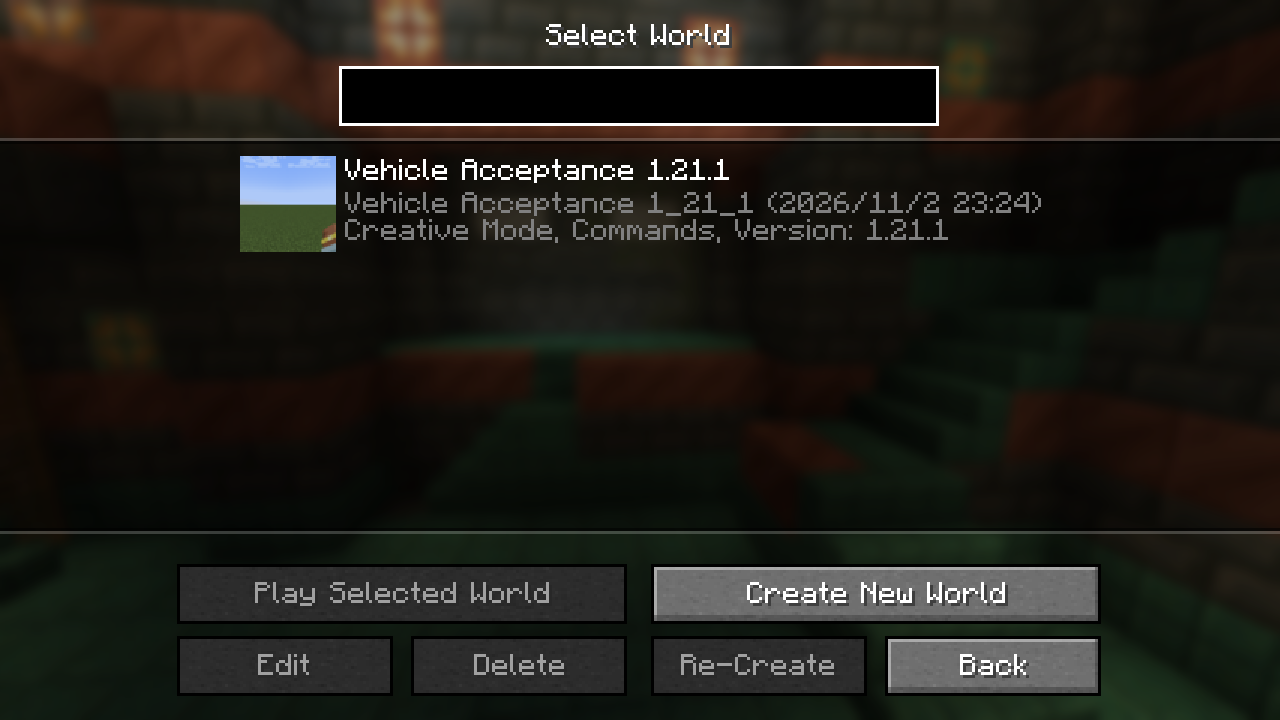 Select World
Vehicle Acceptance 1.21.1
Vehicle Acceptance 1_21_1 (2026/11/2 23:24)
Creative Mode, Commands, Version: 1.21.1
Play Selected World
Create New World
Edit
Delete
Re-Create
Back